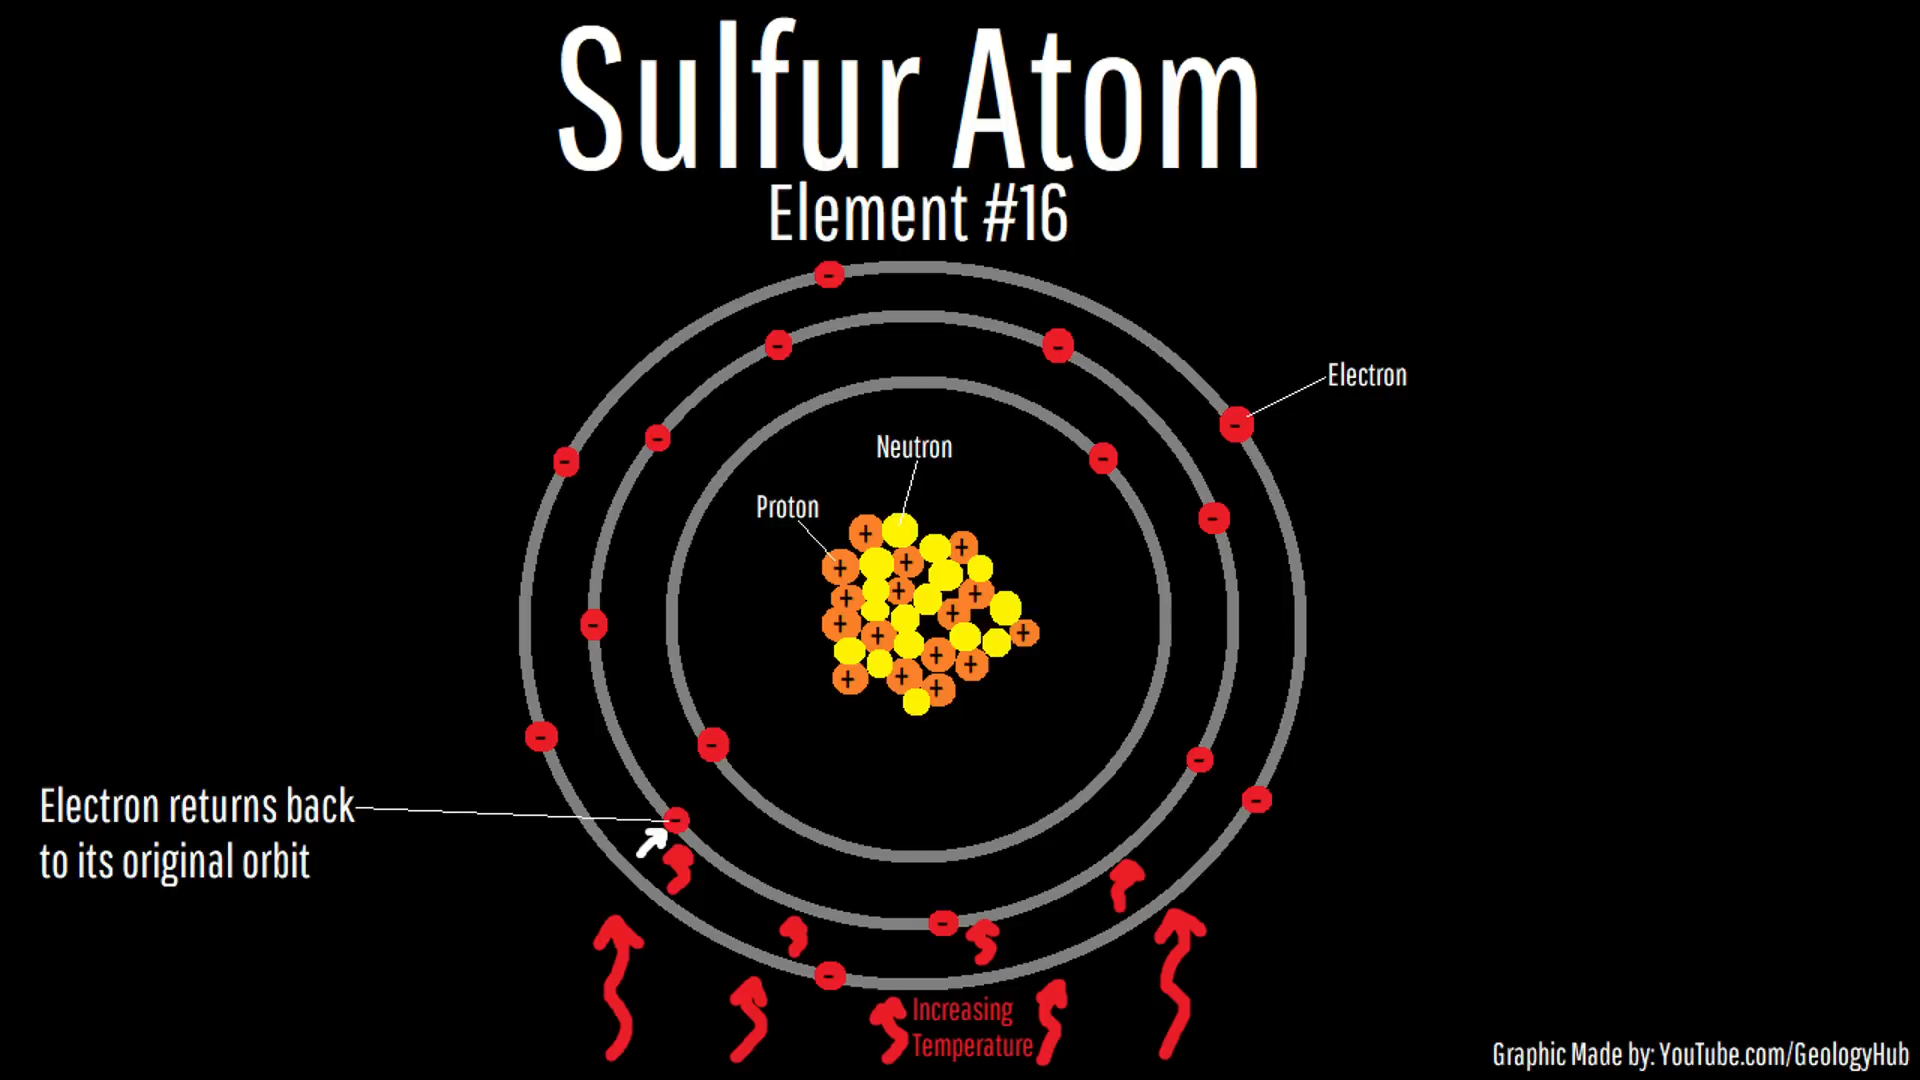 Sulfur Atom
Element #16
Electron
Neutron
Proton
Electron returns back
to its original orbit
Increasing
Temperature
Graphic Made by: YouTube.com/GeologyHub